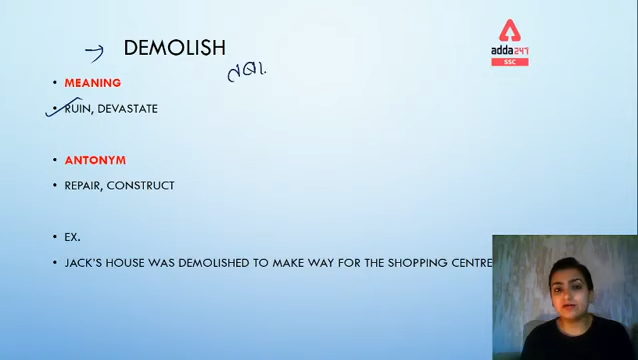 DEMOLISH
adda247
SSC
• MEANING
• RUIN, DEVASTATE
• ANTONYM
• REPAIR, CONSTRUCT
• EX.
• JACK'S HOUSE WAS DEMOLISHED TO MAKE WAY FOR THE SHOPPING CENTRE